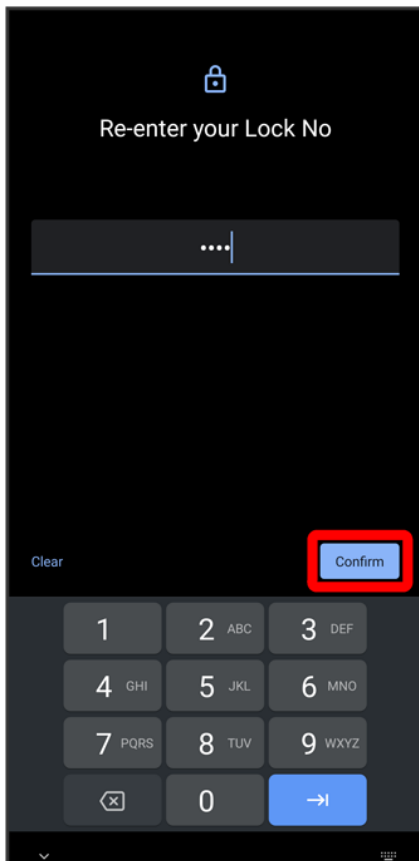 Re-enter your Lock No
••••
Clear
Confirm
1
2 ABC
3 DEF
4 GHI
5 JKL
6 MNO
7 PQRS
8 TUV
9 WXYZ
0